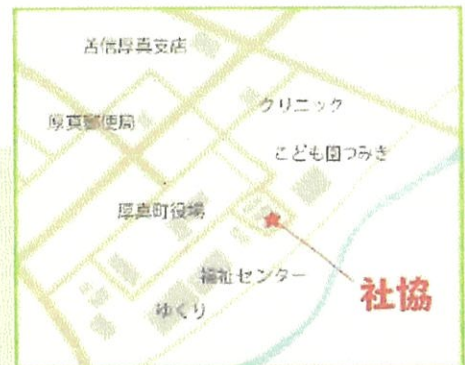 苫信厚真支店
クリニック
厚真郵便局
こども園つみき
厚真町役場
福祉センター
ゆくり
社協